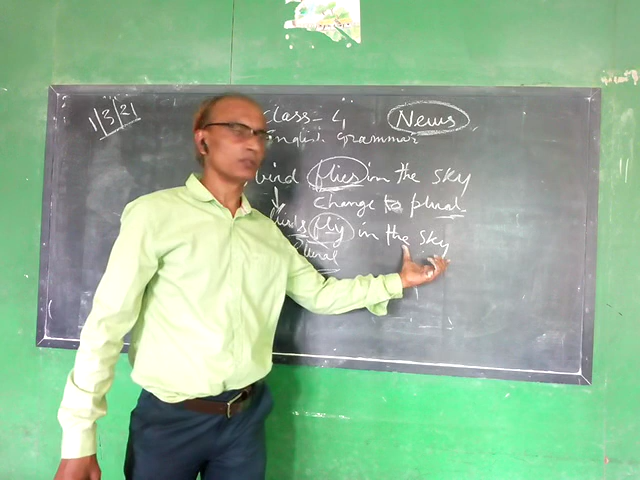 1/3/21
Class-4
News
English Grammar
bird flies in the sky
Change to plural
Birds fly in the sky
Plural